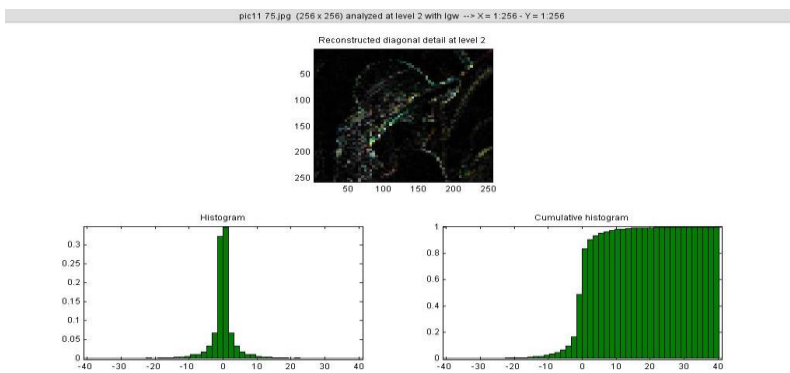 pic11 75.jpg (256 x 256) analyzed at level 2 with lgw --> X = 1:256 - Y = 1:256
Reconstructed diagonal detail at level 2
50
100
150
200
250
50 100 150 200 250
Histogram
0.3
0.25
0.2
0.15
0.1
0.05
0
-40 -30 -20 -10 0 10 20 30 40
Cumulative histogram
1
0.8
0.6
0.4
0.2
0
-40 -30 -20 -10 0 10 20 30 40